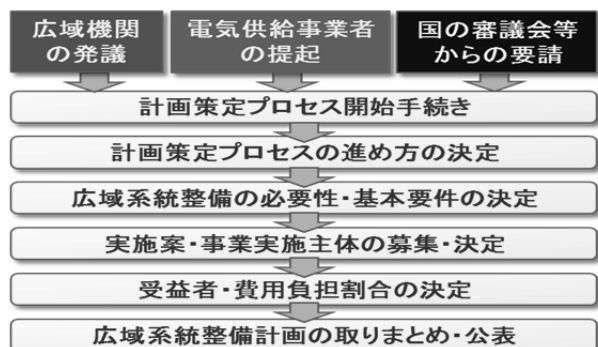 広域機関
の発議
電気供給事業者
の提起
国の審議会等
からの要請
計画策定プロセス開始手続き
計画策定プロセスの進め方の決定
広域系統整備の必要性・基本要件の決定
実施案・事業実施主体の募集・決定
受益者・費用負担割合の決定
広域系統整備計画の取りまとめ・公表